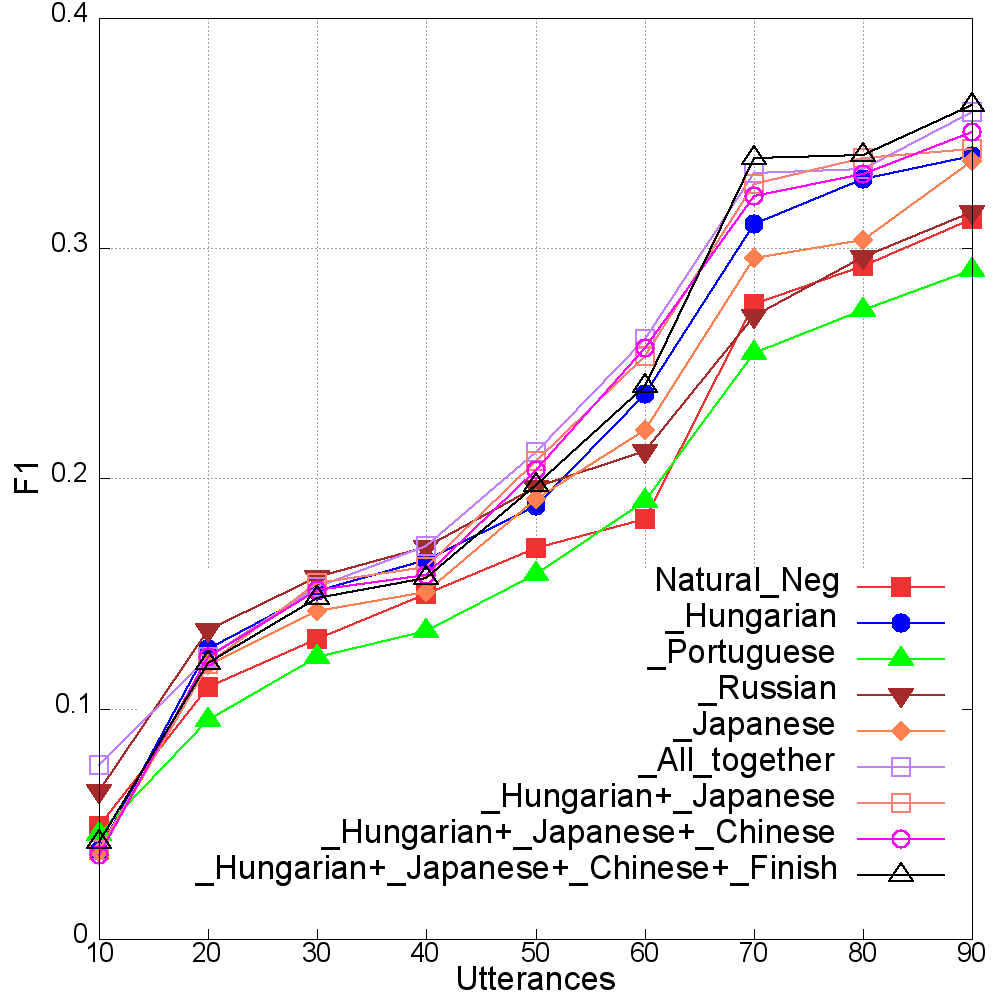 0.4
0.3
0.2
0.1
0
F1
Natural_Neg
_Hungarian
_Portuguese
_Russian
_Japanese
_All_together
_Hungarian+_Japanese
_Hungarian+_Japanese+_Chinese
_Hungarian+_Japanese+_Chinese+_Finish
10 20 30 40 50 60 70 80 90
Utterances